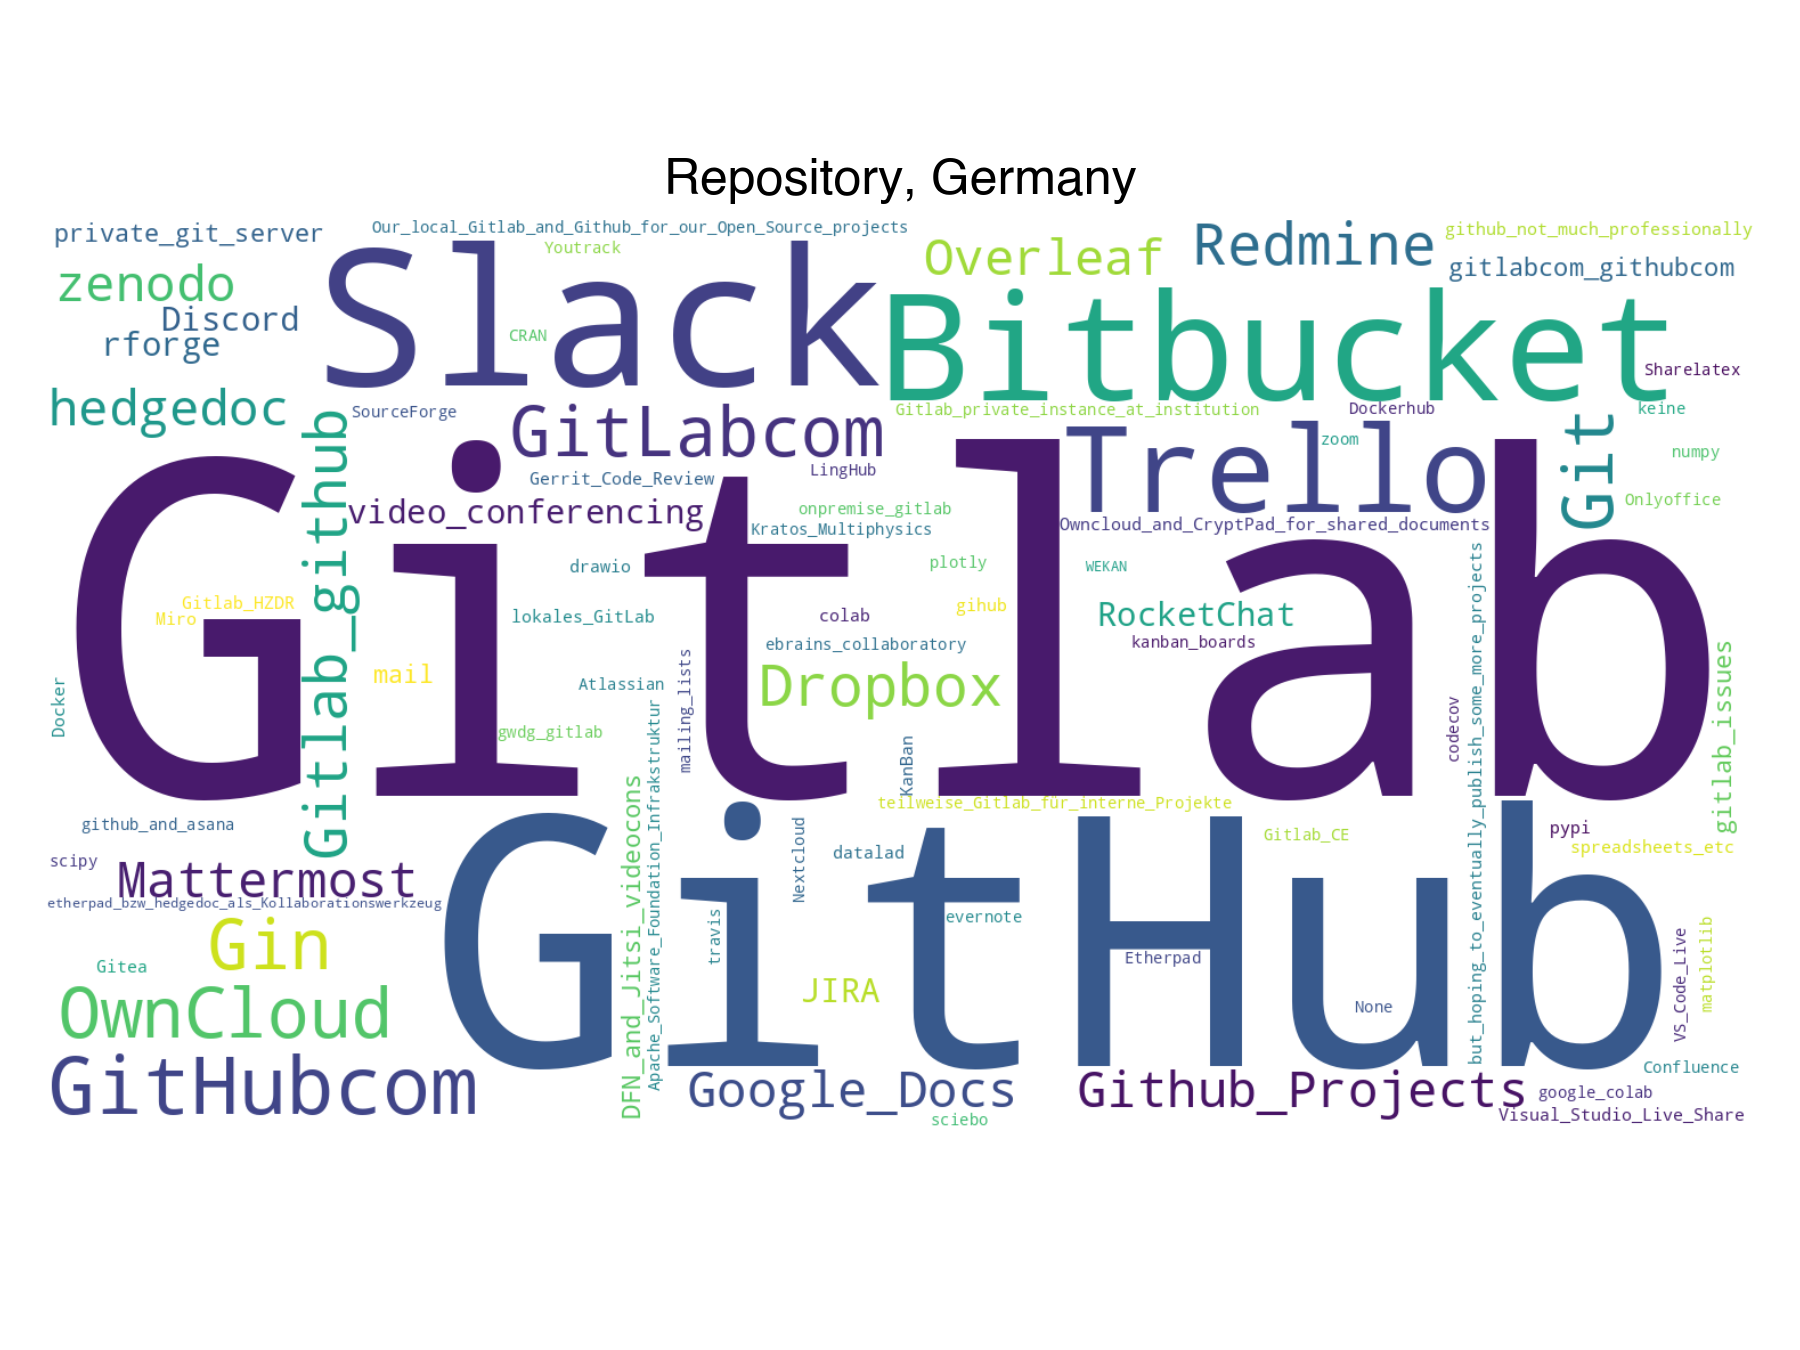 Repository, Germany
private_git_server
Our_local_Gitlab_and_Github_for_our_Open_Source_projects
Youtrack
Overleaf
Redmine
github_not_much_professionally
gitlabcom_githubcom
zenodo
Discord
rforge
Slack
CRAN
Bitbucket
Sharelatex
hedgedoc
SourceForge
GitLabcom
Gitlab_private_instance_at_institution
Dockerhub
keine
Trello
zoom
Git
numpy
Gitlab_github
Gerrit_Code_Review
LingHub
video_conferencing
onpremise_gitlab
Kratos_Multiphysics
Owncloud_and_CryptPad_for_shared_documents
Onlyoffice
Gitlab
drawio
plotly
WEKAN
Gitlab_HZDR
Miro
lokales_GitLab
colab
gihub
RocketChat
kanban_boards
ebrains_collaboratory
mail
Atlassian
mailing_lists
Dropbox
Docker
gwdg_gitlab
KanBan
codecov
but_hoping_to_eventually_publish_some_more_projects
gitlab_issues
teilweise_Gitlab_für_interne_Projekte
github_and_asana
scipy
Mattermost
etherpad_bzw_hedgedoc_als_Kollaborationswerkzeug
DFN_and_Jitsi_videocons
Apache_Software_Foundation_Infrakstruktur
Nextcloud
datalad
Gitlab_CE
pypi
spreadsheets_etc
GitHub
travis
evernote
Etherpad
Gin
Gitea
OwnCloud
JIRA
None
VS_Code_Live
matplotlib
GitHubcom
Google_Docs
sciebo
Github_Projects
Confluence
google_colab
Visual_Studio_Live_Share